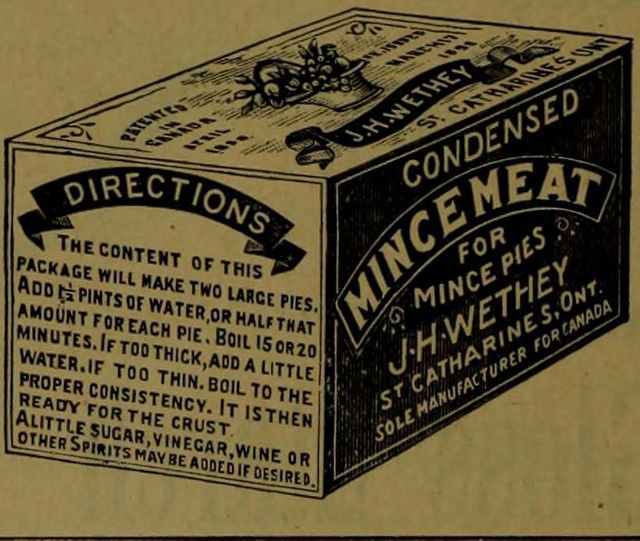 PATENTED
IN
CANADA
APRIL
J.H.WETHEY
ST CATHARINES ONT
DIRECTIONS
THE CONTENT OF THIS
PACKAGE WILL MAKE TWO LARGE PIES.
ADD 1½ PINTS OF WATER, OR HALF THAT
AMOUNT FOR EACH PIE. BOIL 15 OR 20
MINUTES. IF TOO THICK, ADD A LITTLE
WATER. IF TOO THIN. BOIL TO THE
PROPER CONSISTENCY. IT IS THEN
READY FOR THE CRUST.
A LITTLE SUGAR, VINEGAR, WINE OR
OTHER SPIRITS MAY BE ADDED IF DESIRED.
CONDENSED
MINCE MEAT
FOR
MINCE PIES
J.H.WETHEY
ST CATHARINES, ONT.
SOLE MANUFACTURER FOR CANADA